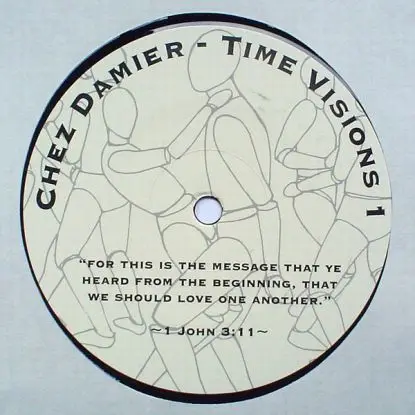 Chez Damier - Time Visions 1
"For this is the message that ye
heard from the beginning, that
we should love one another."
~1 John 3:11~